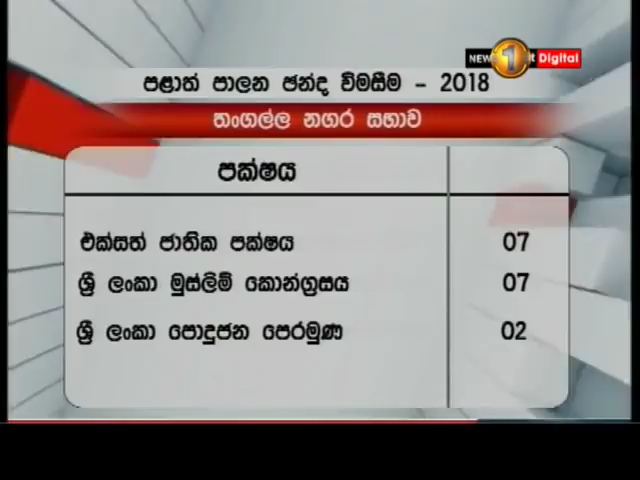 NEWS 1st Digital
පළාත් පාලන ඡන්ද විමසීම – 2018
තංගල්ල නගර සභාව
පක්ෂය
එක්සත් ජාතික පක්ෂය 07
ශ්‍රී ලංකා මුස්ලිම් කොන්ග්‍රසය 07
ශ්‍රී ලංකා පොදුජන පෙරමුණ 02